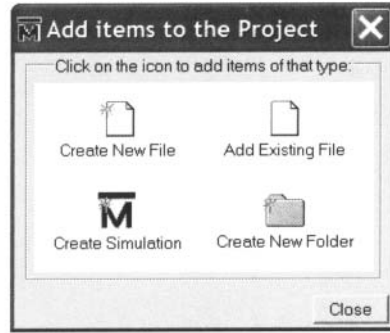 Add items to the Project
Click on the icon to add items of that type:
Create New File
Add Existing File
Create Simulation
Create New Folder
Close